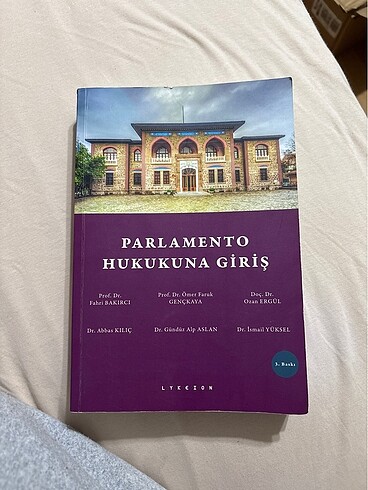 PARLAMENTO
HUKUKUNA GİRİŞ
Prof. Dr.
Fahri BAKIRCI
Prof. Dr. Ömer Faruk
GENÇKAYA
Doç. Dr.
Ozan ERGÜL
Dr. Abbas KILIÇ
Dr. Gündüz Alp ASLAN
Dr. İsmail YÜKSEL
3. Baskı
LYKEION